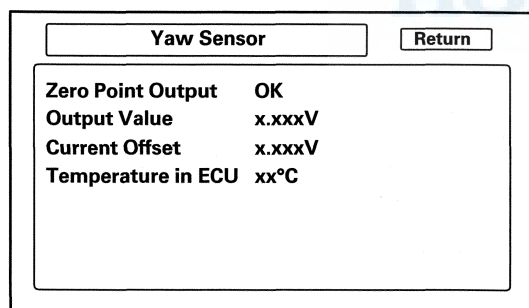 Yaw Sensor Return
Zero Point Output OK
Output Value x.xxxV
Current Offset x.xxxV
Temperature in ECU xx°C